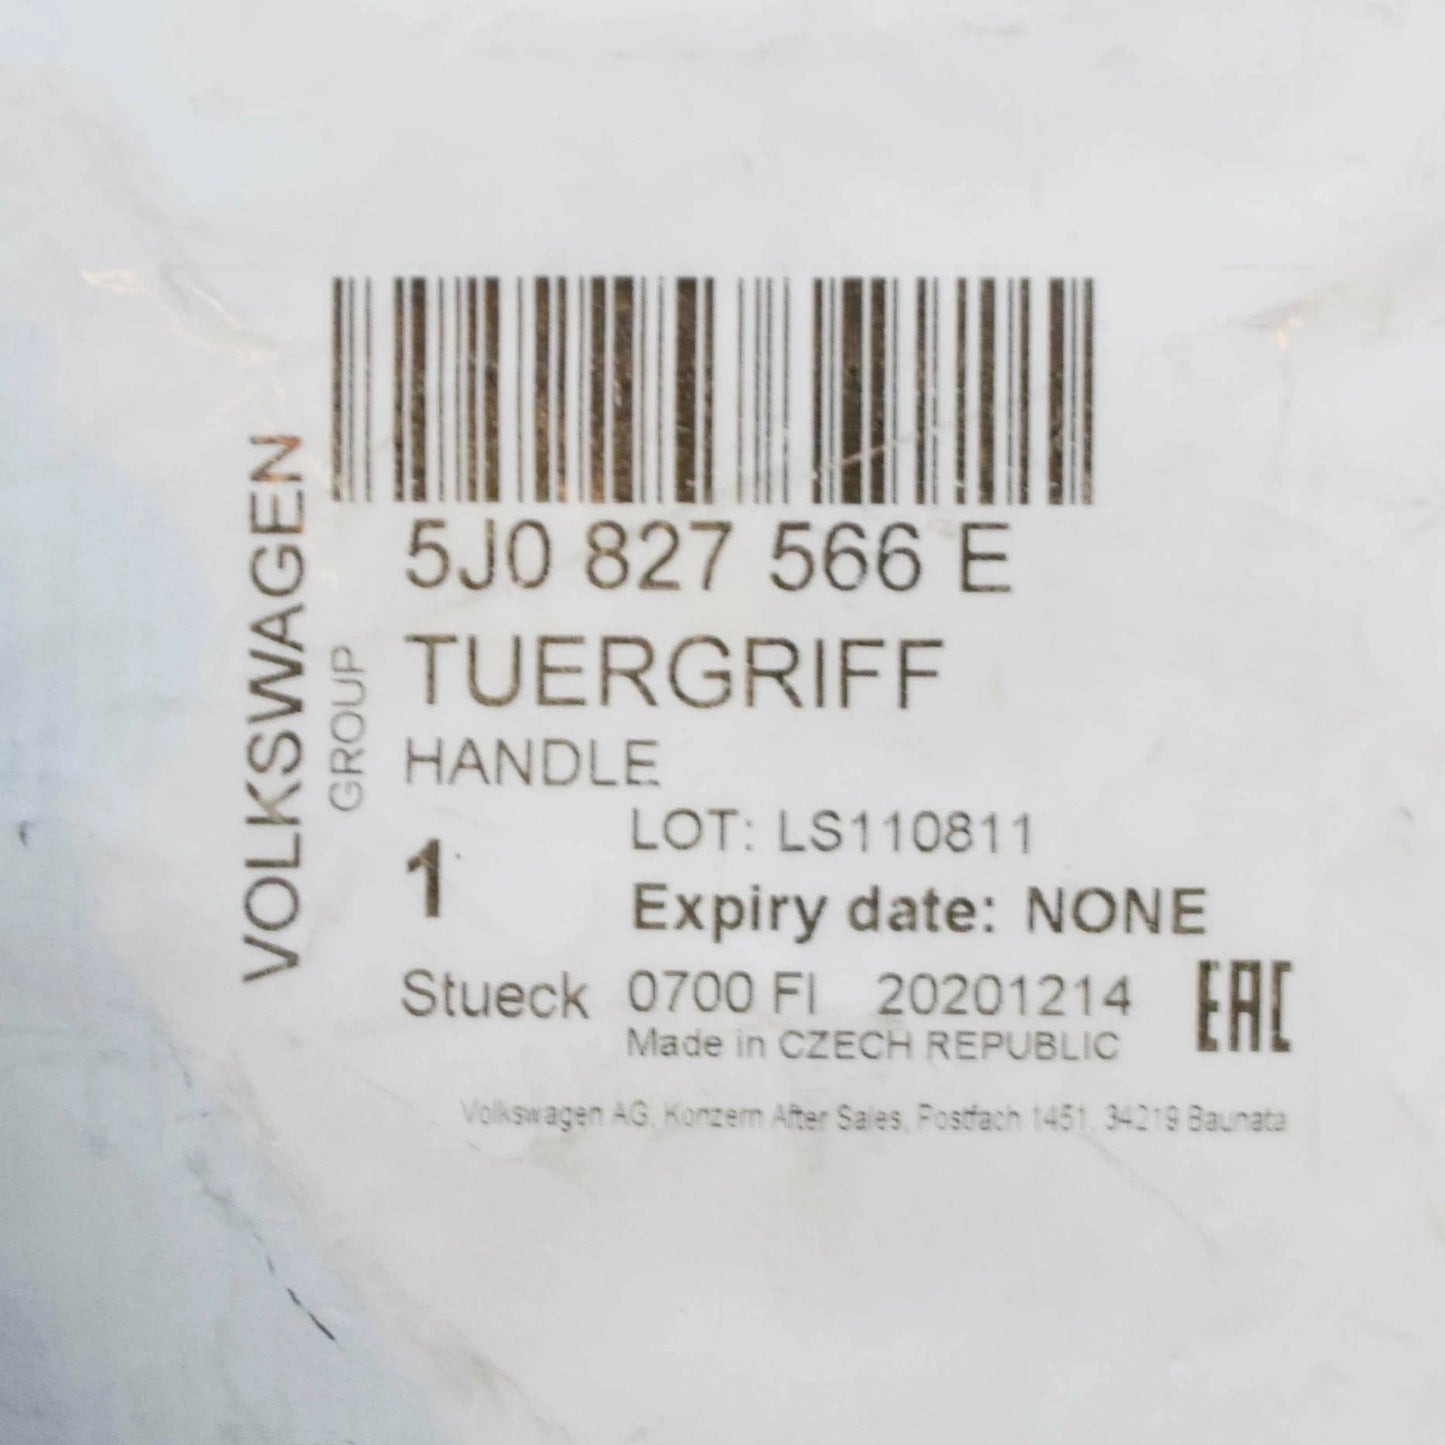 VOLKSWAGEN
GROUP
5J0 827 566 E
TUERGRIFF
HANDLE
LOT: LS110811
1
Expiry date: NONE
Stueck 0700 FI 20201214
Made in CZECH REPUBLIC
EAC
Volkswagen AG, Konzern After Sales, Postfach 1451, 34219 Baunata